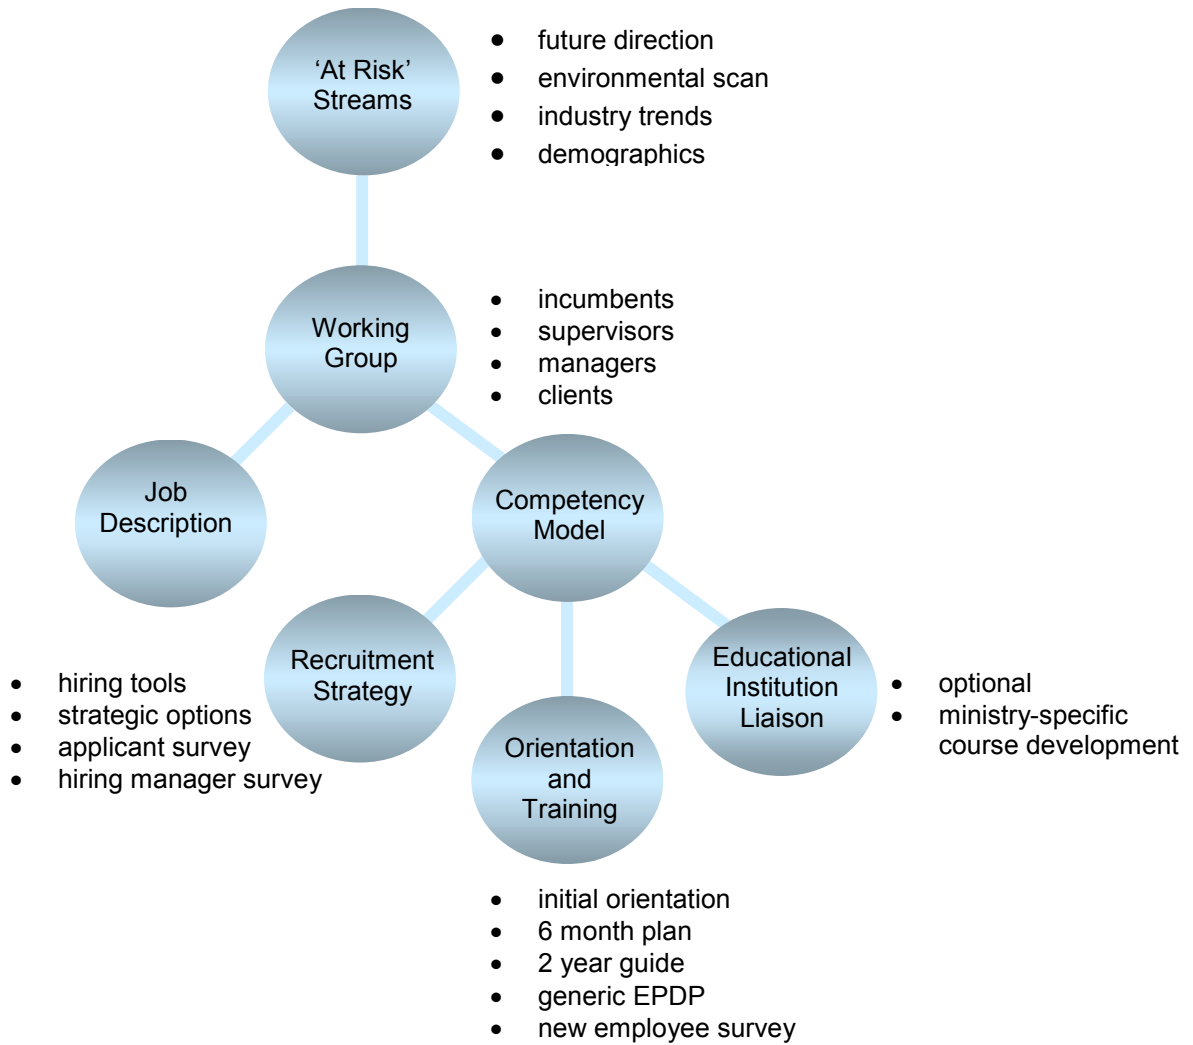 ‘At Risk’
Streams
• future direction
• environmental scan
• industry trends
• demographics
Working
Group
• incumbents
• supervisors
• managers
• clients
Job
Description
Competency
Model
Recruitment
Strategy
• hiring tools
• strategic options
• applicant survey
• hiring manager survey
Orientation
and
Training
Educational
Institution
Liaison
• optional
• ministry-specific
course development
• initial orientation
• 6 month plan
• 2 year guide
• generic EPDP
• new employee survey